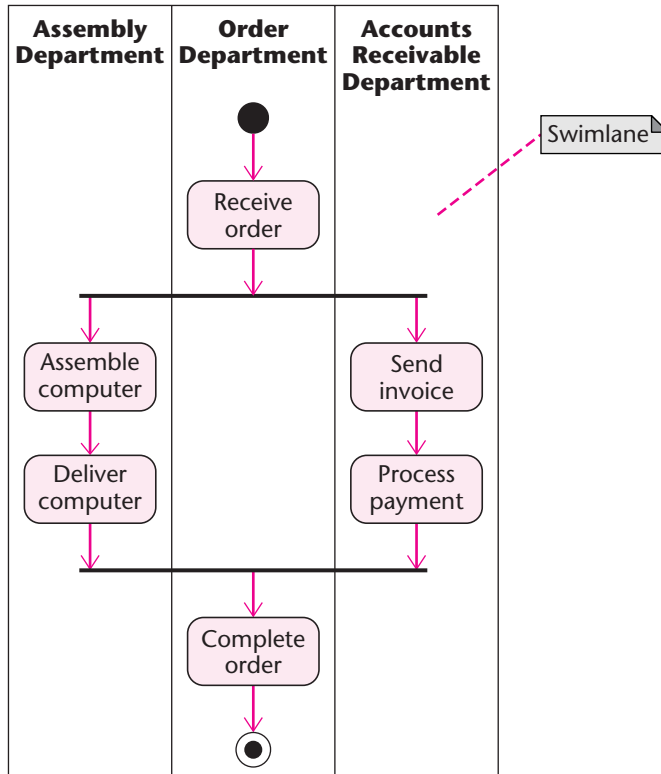 Assembly
Department
Order
Department
Accounts
Receivable
Department
Swimlane
Receive
order
Assemble
computer
Send
invoice
Deliver
computer
Process
payment
Complete
order